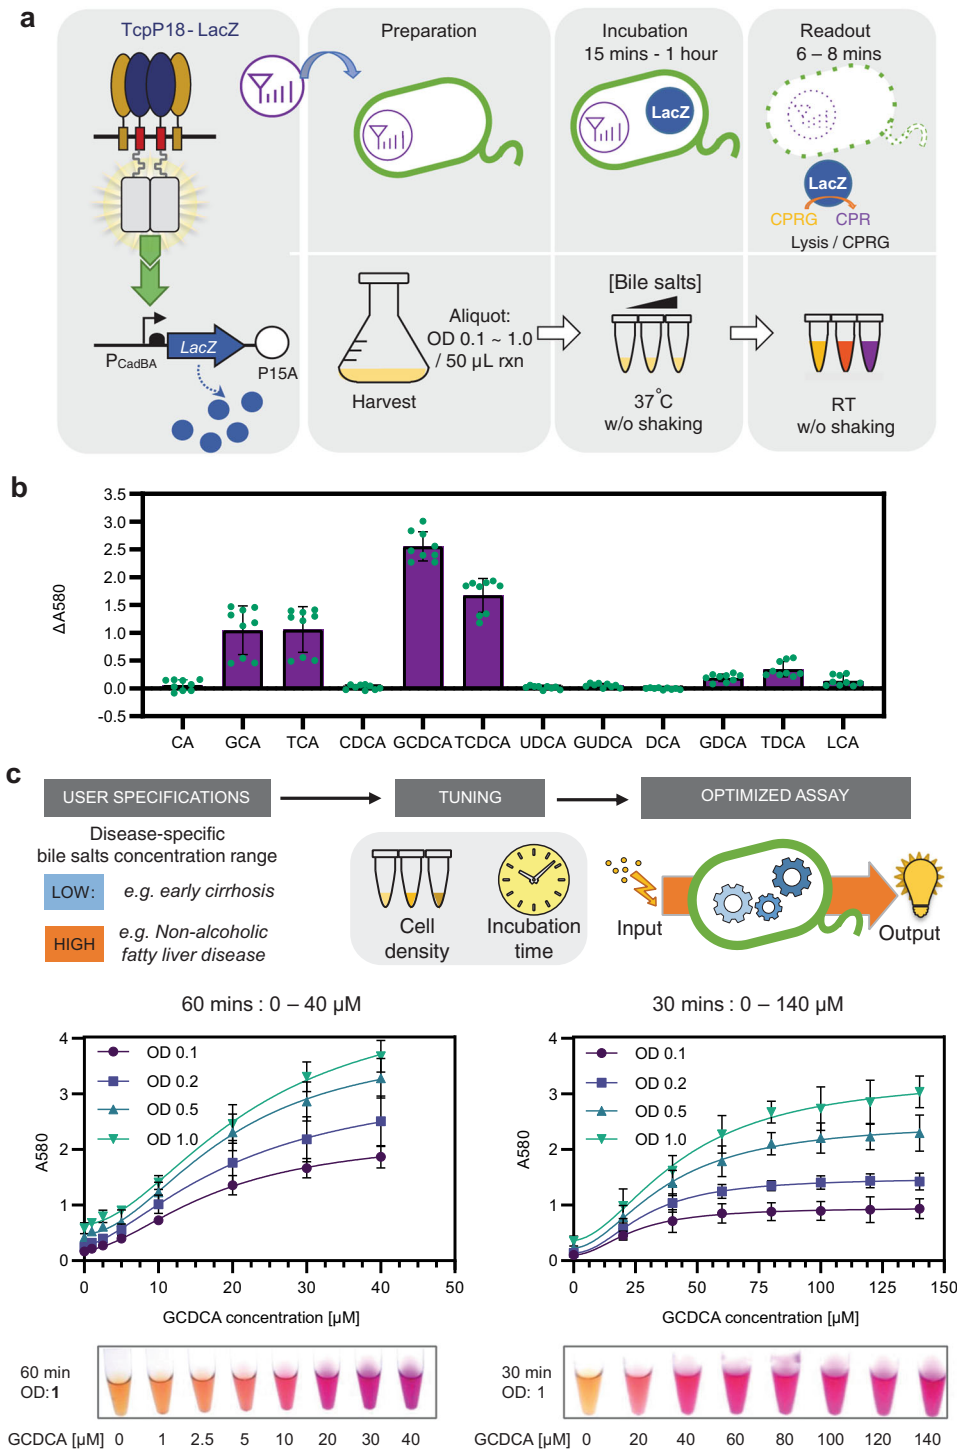 a
TcpP18-LacZ
Preparation
Incubation
15 mins - 1 hour
Readout
6 – 8 mins
LacZ
LacZ
CPRG CPR
Lysis / CPRG
PCadBA
LacZ
P15A
Harvest
Aliquot:
OD 0.1 ~ 1.0
/ 50 µL rxn
[Bile salts]
37°C
w/o shaking
RT
w/o shaking
b
ΔA580
3.5
3.0
2.5
2.0
1.5
1.0
0.5
0.0
-0.5
CA GCA TCA CDCA GCDCA TCDCA UDCA GUDCA DCA GDCA TDCA LCA
c
USER SPECIFICATIONS
TUNING
OPTIMIZED ASSAY
Disease-specific
bile salts concentration range
LOW: e.g. early cirrhosis
HIGH e.g. Non-alcoholic
fatty liver disease
Cell
density
Incubation
time
Input
Output
60 mins : 0 – 40 µM
A580
4
3
2
1
0
OD 0.1
OD 0.2
OD 0.5
OD 1.0
0 10 20 30 40 50
GCDCA concentration [µM]
60 min
OD:1
GCDCA [µM] 0 1 2.5 5 10 20 30 40
30 mins : 0 – 140 µM
A580
4
3
2
1
0
OD 0.1
OD 0.2
OD 0.5
OD 1.0
0 25 50 75 100 125 150
GCDCA concentration [µM]
30 min
OD: 1
GCDCA [µM] 0 20 40 60 80 100 120 140